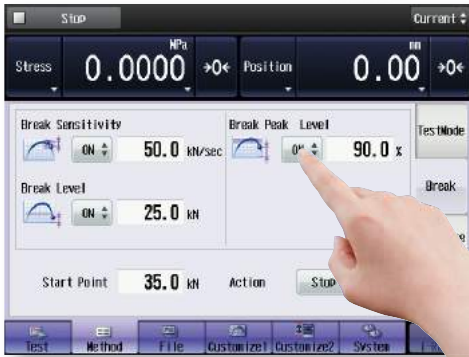 Stop Current
MPa mm
Stress 0.0000 →0← Position 0.00 →0←
Break Sensitivity Break Peak Level TestMode
ON 50.0 kN/sec 90.0 %
Break Level Break
ON 25.0 kN
Start Point 35.0 kN Action Stop
Test Method File Customize1 Customize2 System